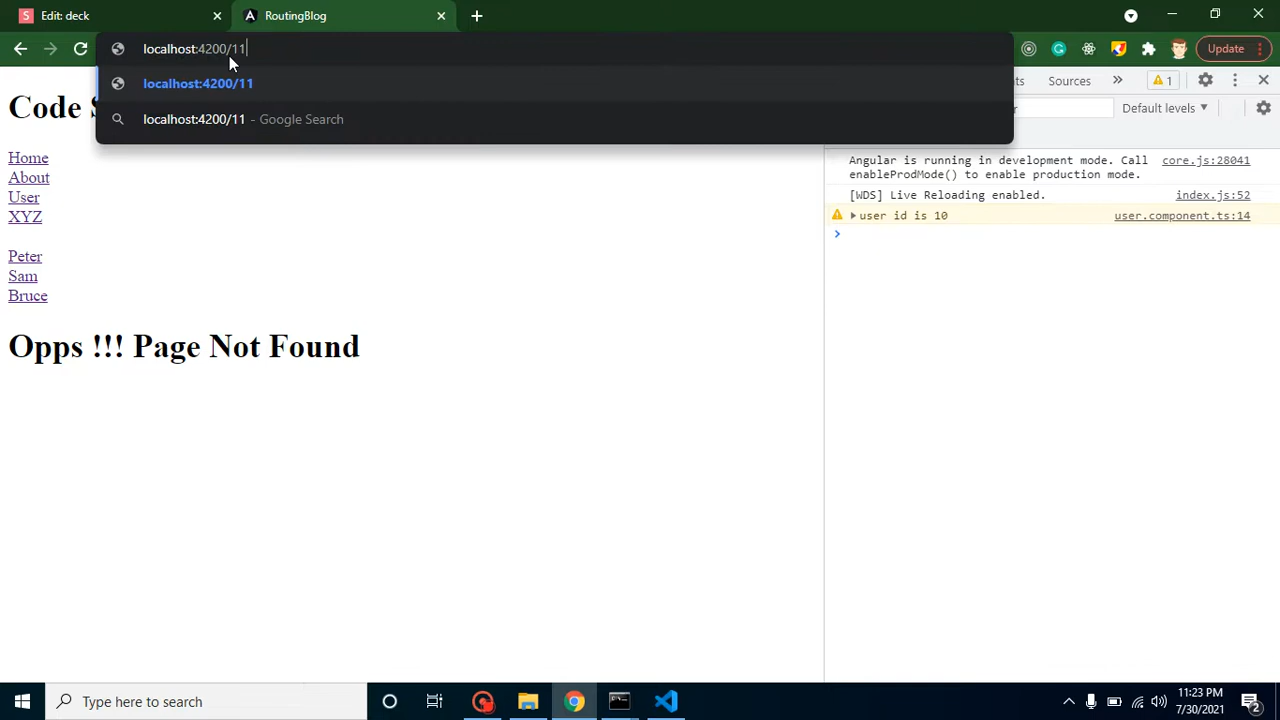 Edit: deck
RoutingBlog
localhost:4200/11
Update
localhost:4200/11
localhost:4200/11 - Google Search
Code S
Sources
1
Default levels
Home
About
User
XYZ
Peter
Sam
Bruce
Opps !!! Page Not Found
Angular is running in development mode. Call core.js:28041
enableProdMode() to enable production mode.
[WDS] Live Reloading enabled. index.js:52
user id is 10 user.component.ts:14
Type here to search
11:23 PM
7/30/2021
2